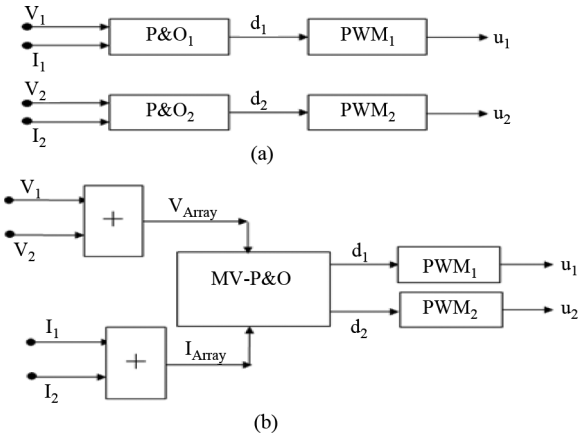 V1 P&O1 d1 PWM1 u1
I1
V2 P&O2 d2 PWM2 u2
I2
(a)
V1
+ VArray
V2
MV-P&O d1 PWM1 u1
d2 PWM2 u2
I1
+ IArray
I2
(b)